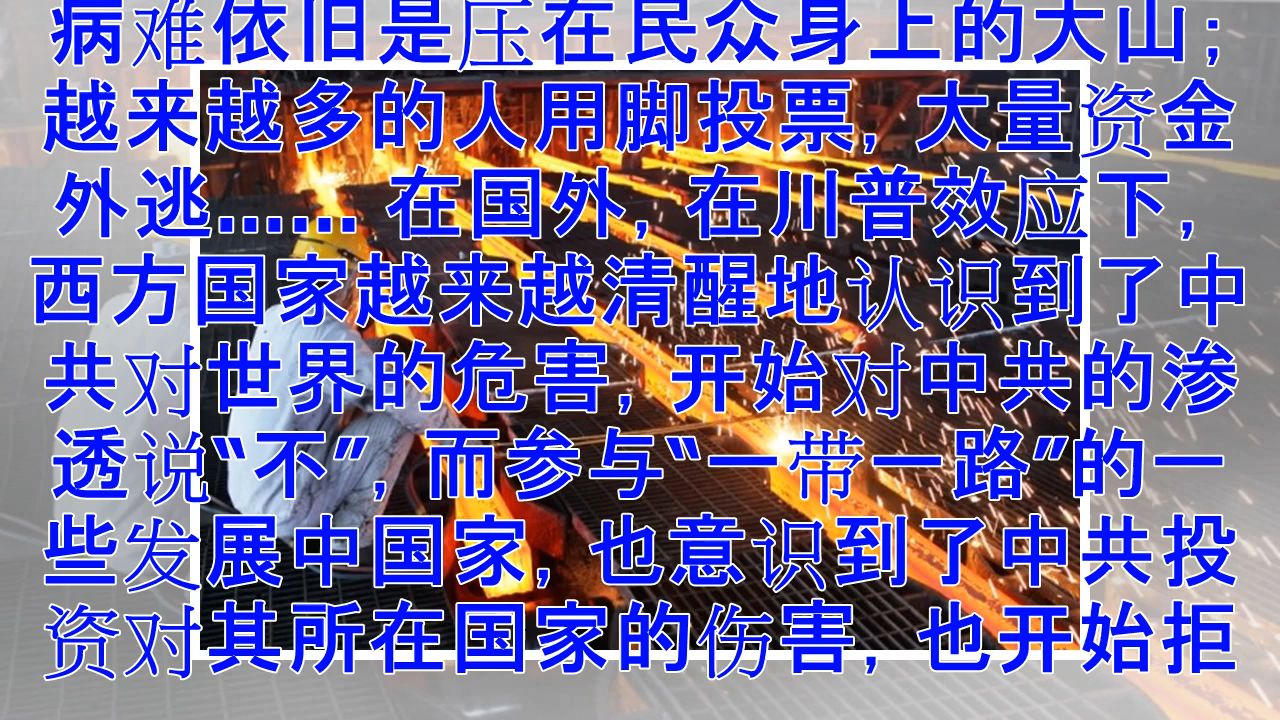 病难依旧是压在民众身上的大山;
越来越多的人用脚投票, 大量资金
外逃…… 在国外, 在川普效应下,
西方国家越来越清醒地认识到了中
共对世界的危害, 开始对中共的渗
透说“不”, 而参与“一带一路”的一
些发展中国家, 也意识到了中共投
资对其所在国家的伤害, 也开始拒